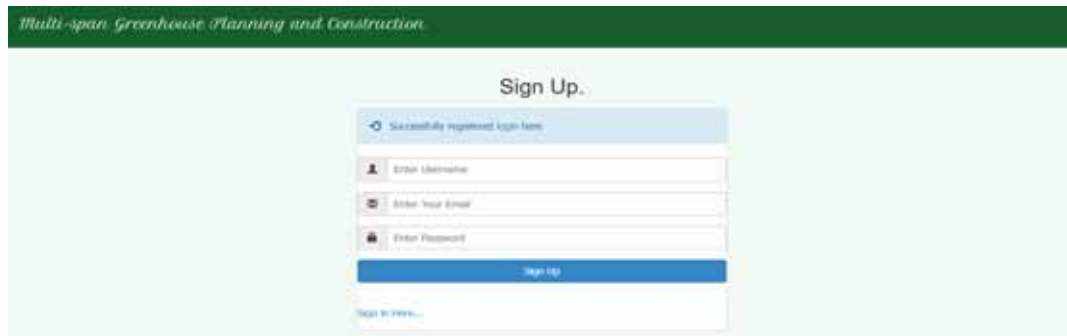 Multi-span Greenhouse Planning and Construction
Sign Up.
Successfully registered login here
Enter Username
Enter Your Email
Enter Password
Sign Up
Sign In Here...